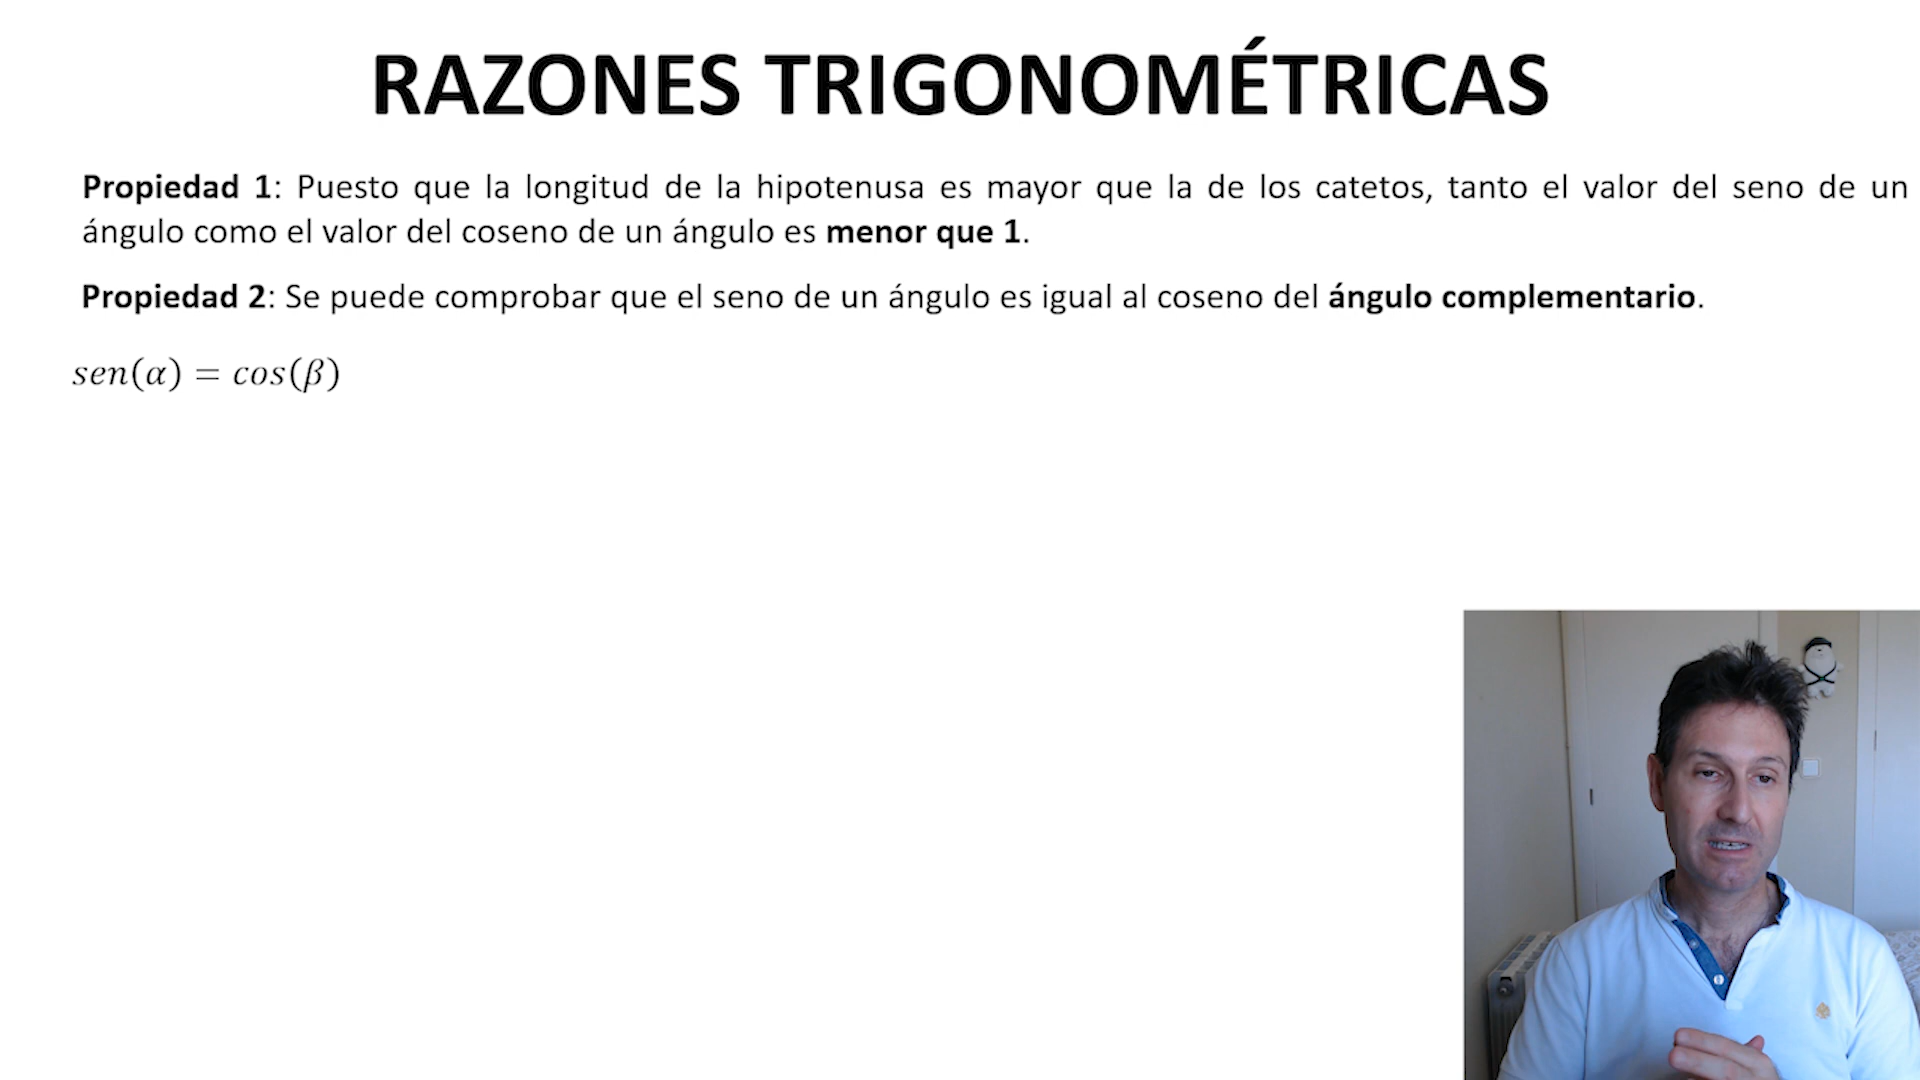 RAZONES TRIGONOMÉTRICAS
Propiedad 1: Puesto que la longitud de la hipotenusa es mayor que la de los catetos, tanto el valor del seno de un
ángulo como el valor del coseno de un ángulo es menor que 1.
Propiedad 2: Se puede comprobar que el seno de un ángulo es igual al coseno del ángulo complementario.
sen(α) = cos(β)